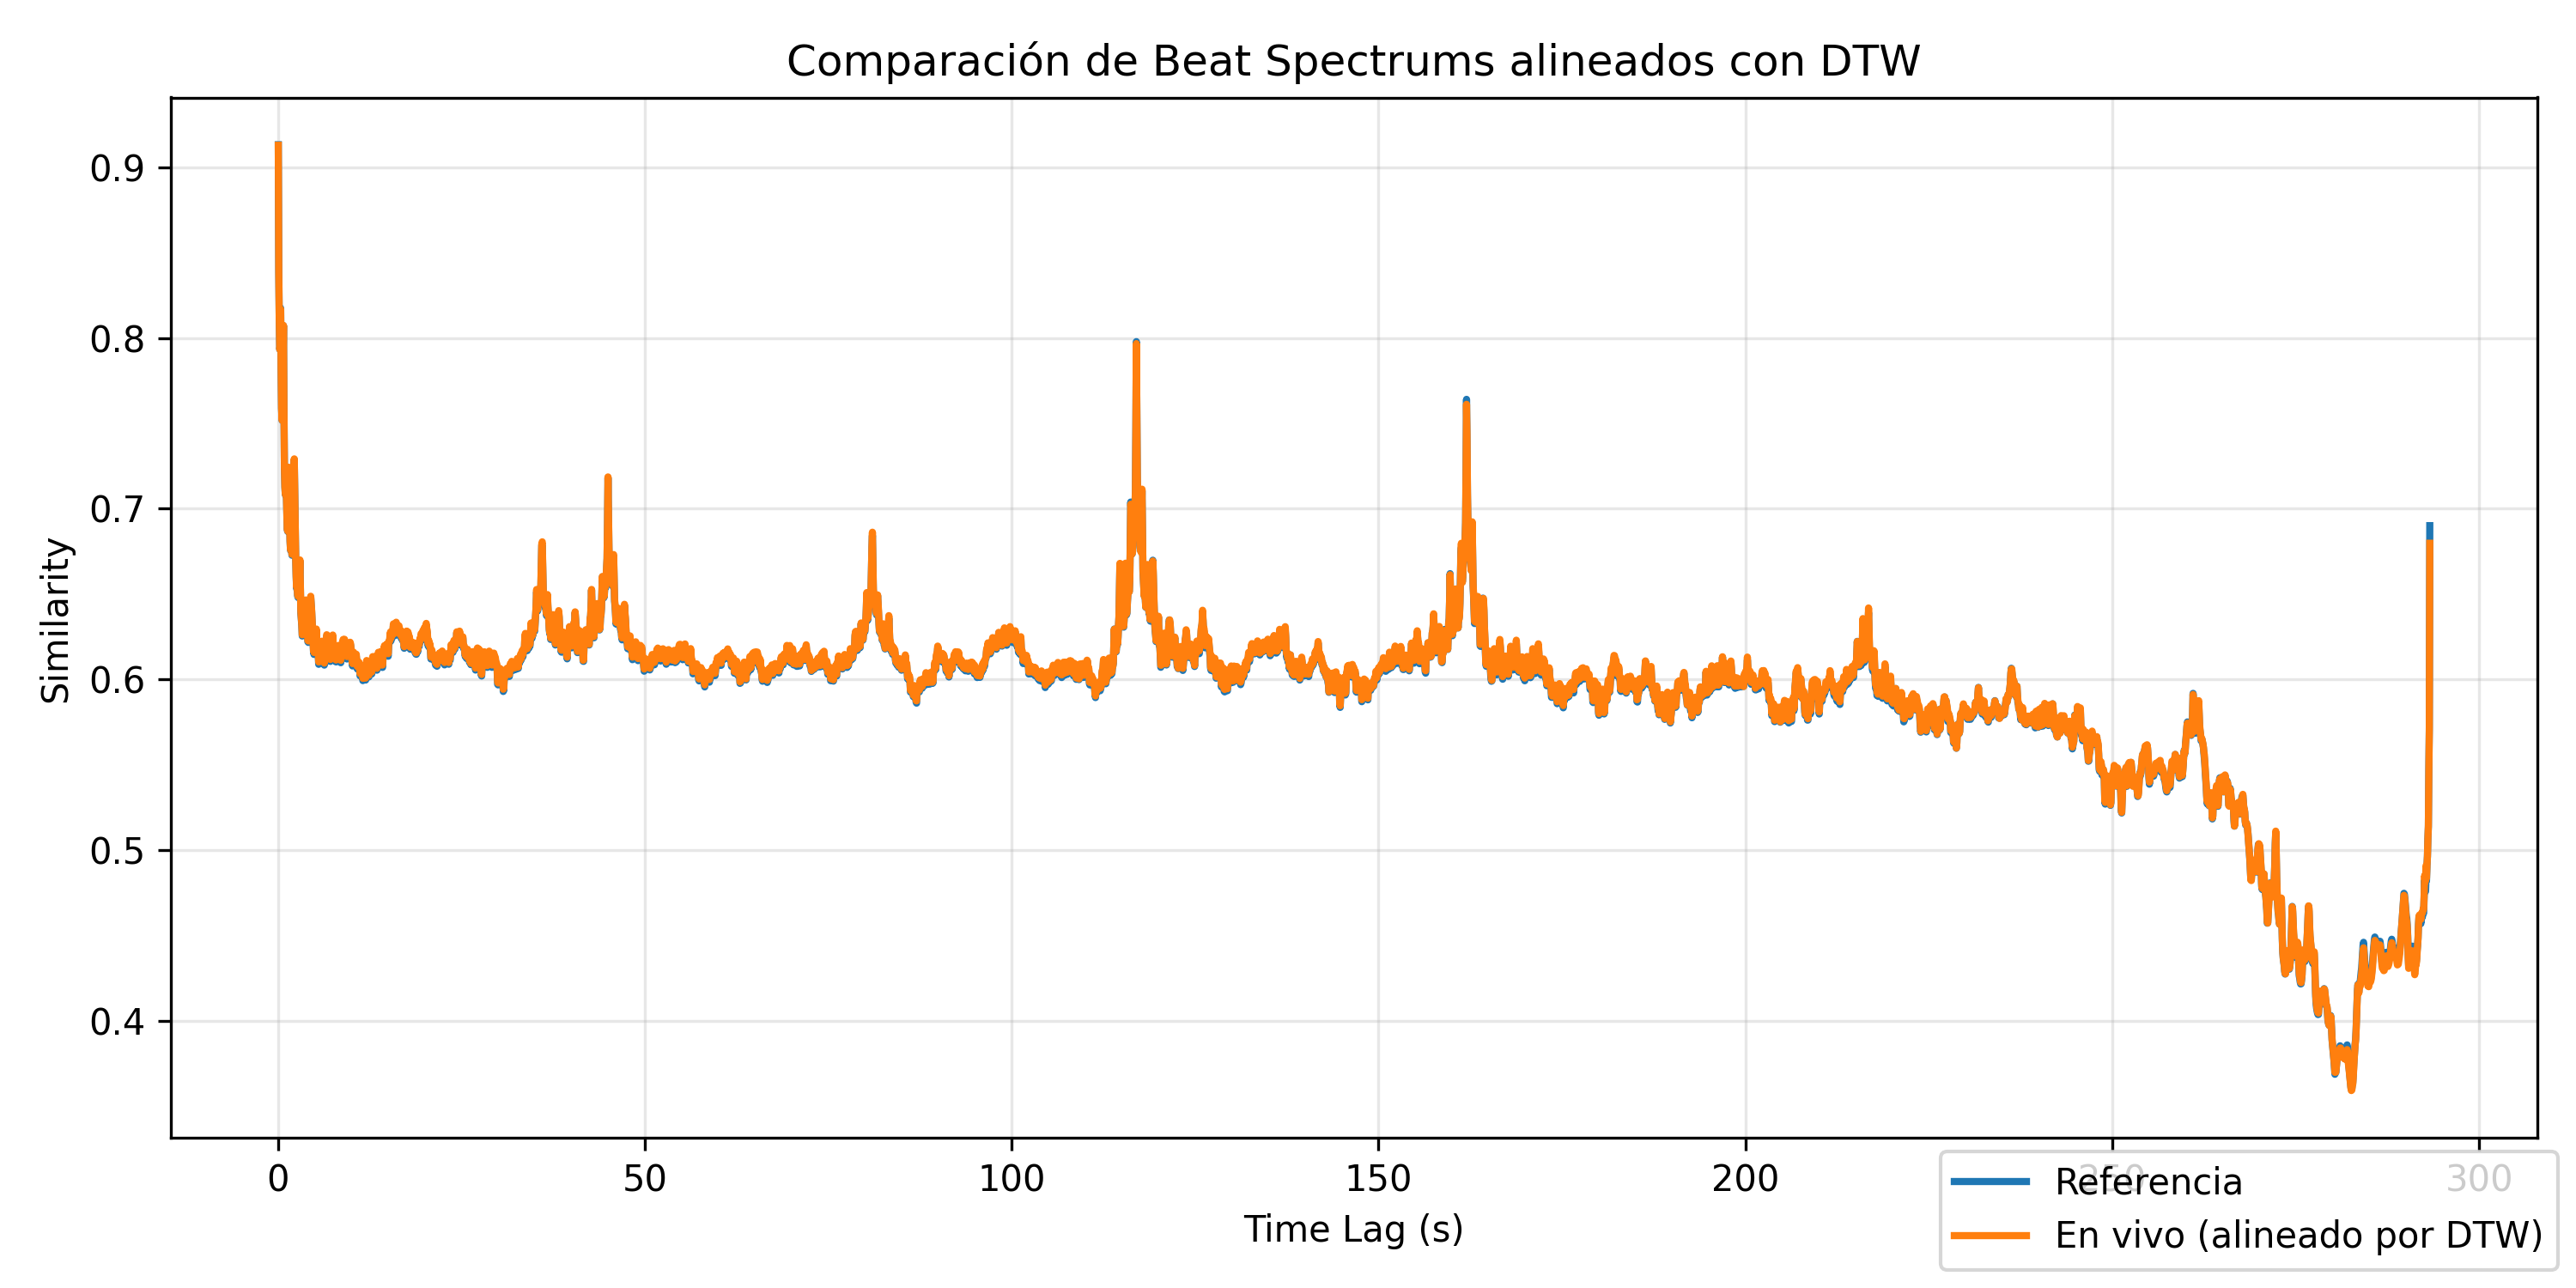 Comparación de Beat Spectrums alineados con DTW
Similarity
0.9
0.8
0.7
0.6
0.5
0.4
0
50
100
150
200
250
300
Time Lag (s)
Referencia
En vivo (alineado por DTW)